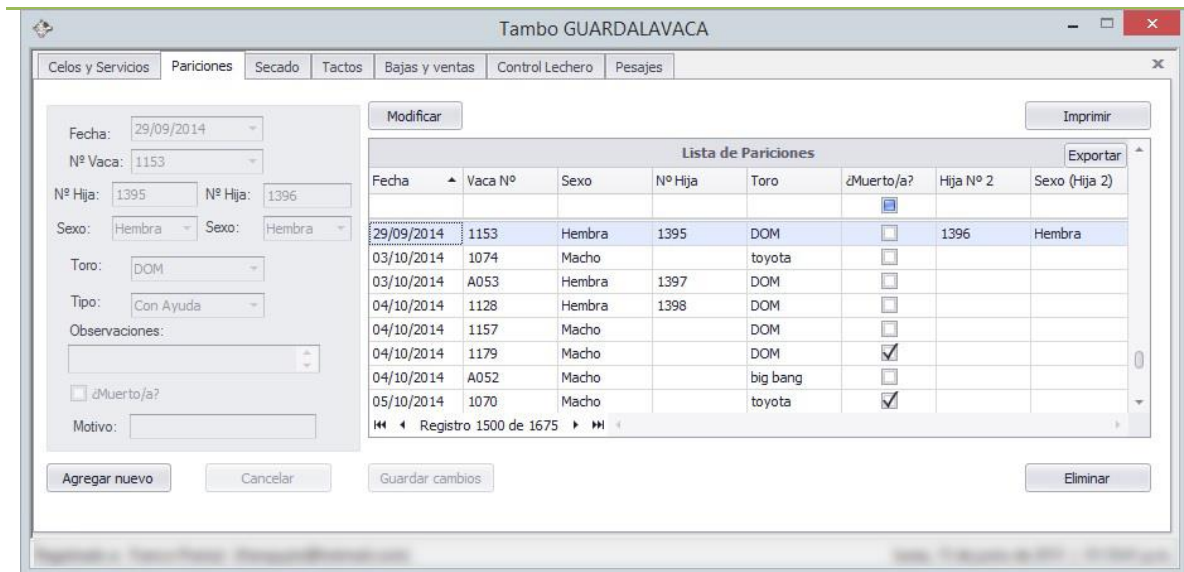 Tambo GUARDALAVACA
Celos y Servicios Pariciones Secado Tactos Bajas y ventas Control Lechero Pesajes
Fecha: 29/09/2014
Nº Vaca: 1153
Nº Hija: 1395 Nº Hija: 1396
Sexo: Hembra Sexo: Hembra
Toro: DOM
Tipo: Con Ayuda
Observaciones:
¿Muerto/a?
Motivo:
Modificar Imprimir
Lista de Pariciones Exportar
Fecha Vaca Nº Sexo Nº Hija Toro ¿Muerto/a? Hija Nº 2 Sexo (Hija 2)
29/09/2014 1153 Hembra 1395 DOM 1396 Hembra
03/10/2014 1074 Macho toyota
03/10/2014 A053 Hembra 1397 DOM
04/10/2014 1128 Hembra 1398 DOM
04/10/2014 1157 Macho DOM
04/10/2014 1179 Macho DOM
04/10/2014 A052 Macho big bang
05/10/2014 1070 Macho toyota
Registro 1500 de 1675
Agregar nuevo Cancelar Guardar cambios Eliminar